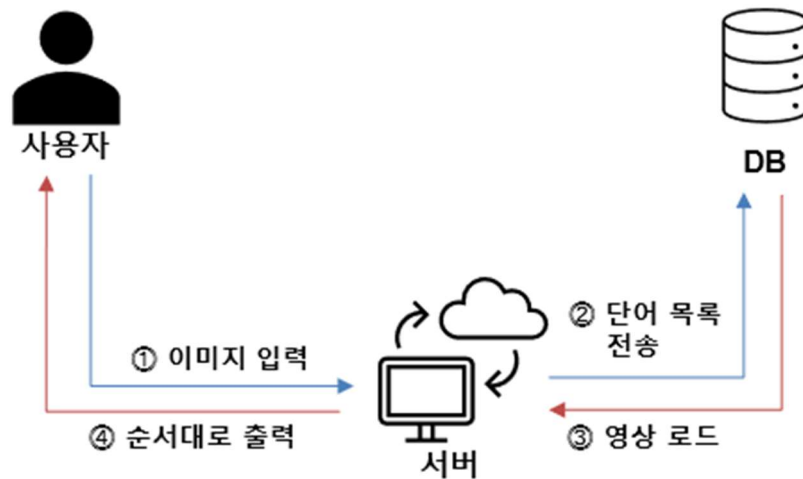 사용자
DB
② 단어 목록
전송
① 이미지 입력
④ 순서대로 출력
③ 영상 로드
서버